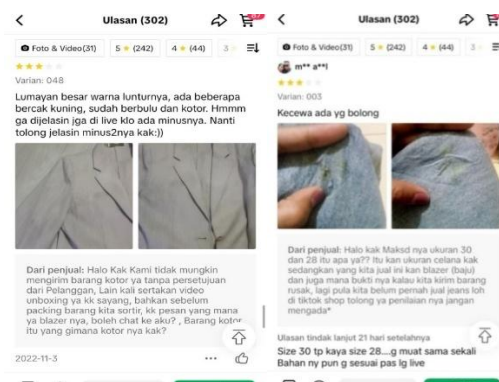 Ulasan (302)
Foto & Video(31)
5 ★ (242)
4 ★ (44)
3
Varian: 048
Lumayan besar warna lunturnya, ada beberapa
bercak kuning, sudah berbulu dan kotor. Hmmm
ga dijelasin jga di live klo ada minusnya. Nanti
tolong jelasin minus2nya kak:))
Dari penjual: Halo Kak Kami tidak mungkin
mengirim barang kotor ya tanpa persetujuan
dari Pelanggan, Lain kali sertakan video
unboxing ya kk sayang, bahkan sebelum
packing barang kita sortir, kk pesan yang mana
ya blazer nya, boleh chat ke aku? , Barang kotor
itu yang gimana kotor nya kak?
2022-11-3
Ulasan (302)
Foto & Video(31)
5 ★ (242)
4 ★ (44)
3
m** a**l
Varian: 003
Kecewa ada yg bolong
Dari penjual: Halo kak Maksd nya ukuran 30
dan 28 itu apa ya?? Itu kan ukuran celana kak
sedangkan yang kita jual ini kan blazer (baju)
dan juga mana bukti nya kalau kita kirim barang
rusak, lagi pula kita belum pernah jual jeans loh
di tiktok shop tolong ya penilaian nya jangan
mengada*
Ulasan tindak lanjut 21 hari setelahnya
Size 30 tp kaya size 28....g muat sama sekali
Bahan ny pun g sesuai pas lg live